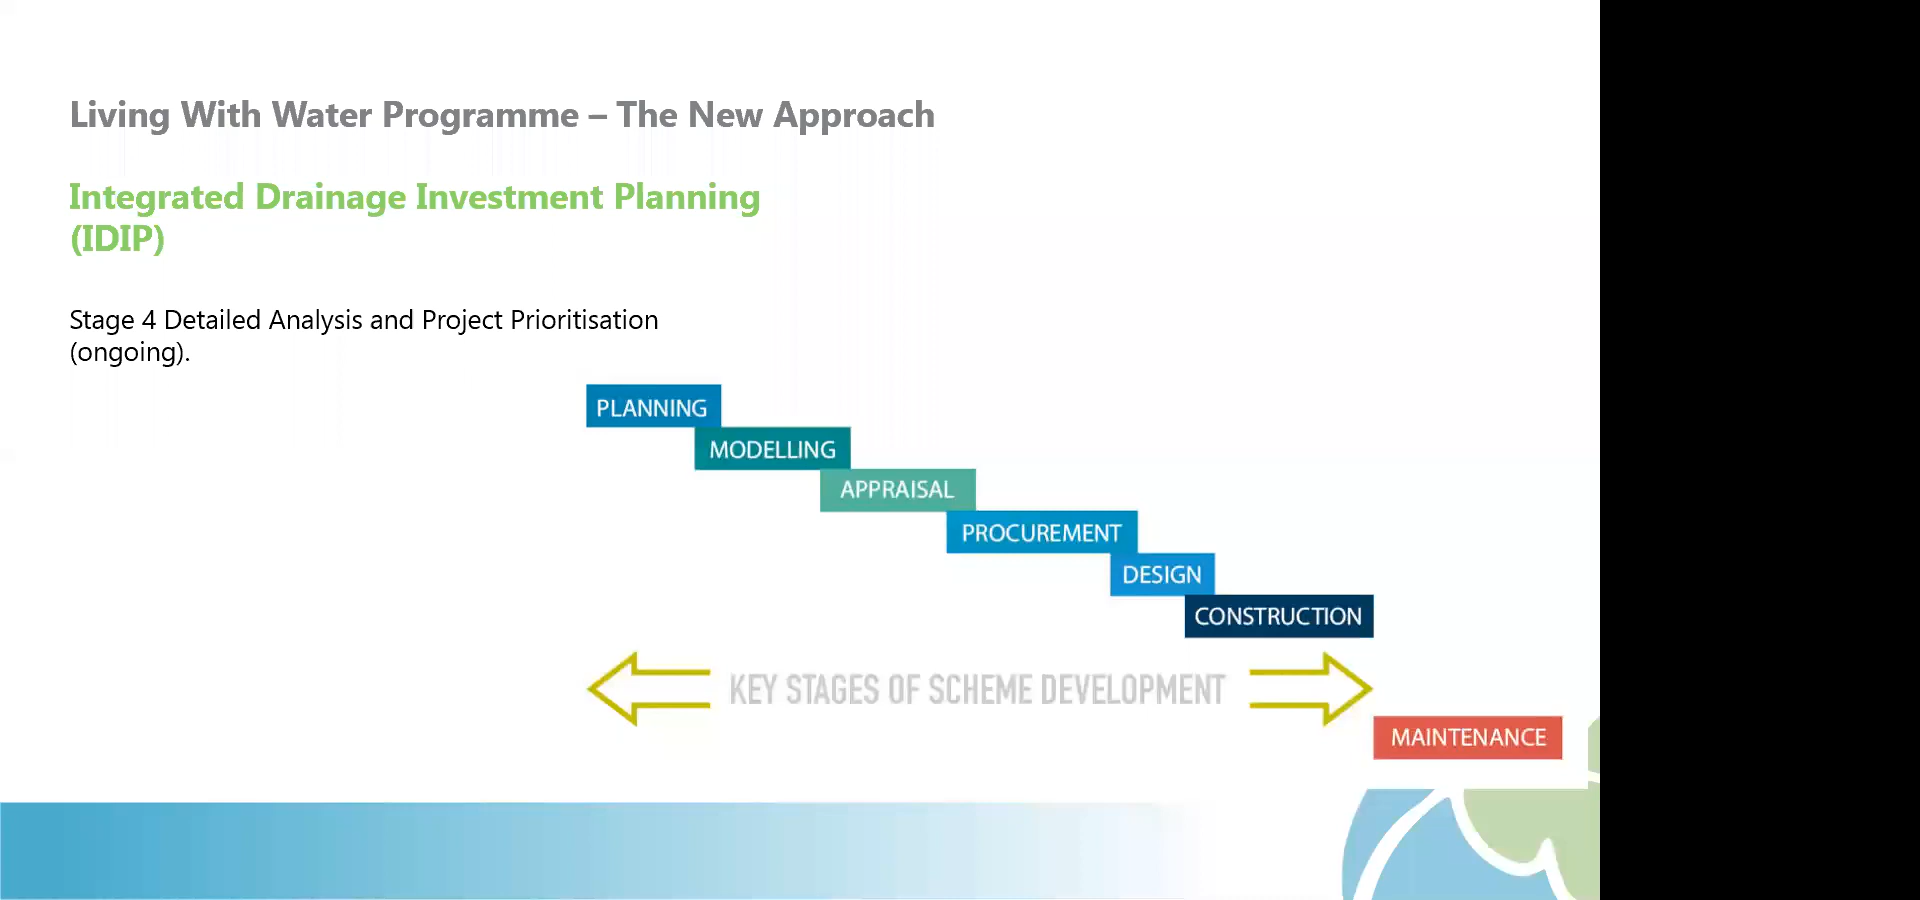 Living With Water Programme – The New Approach
Integrated Drainage Investment Planning
(IDIP)
Stage 4 Detailed Analysis and Project Prioritisation
(ongoing).
PLANNING
MODELLING
APPRAISAL
PROCUREMENT
DESIGN
CONSTRUCTION
KEY STAGES OF SCHEME DEVELOPMENT
MAINTENANCE